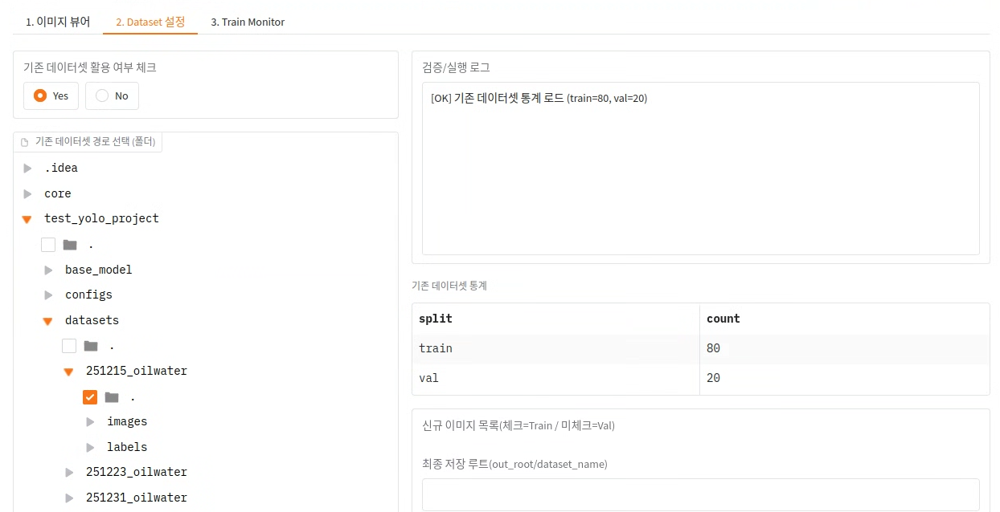 1. 이미지 뷰어
2. Dataset 설정
3. Train Monitor
기존 데이터셋 활용 여부 체크
Yes
No
기존 데이터셋 경로 선택 (폴더)
.idea
core
test_yolo_project
.
base_model
configs
datasets
.
251215_oilwater
.
images
labels
251223_oilwater
251231_oilwater
검증/실행 로그
[OK] 기존 데이터셋 통계 로드 (train=80, val=20)
기존 데이터셋 통계
split count
train 80
val 20
신규 이미지 목록(체크=Train / 미체크=Val)
최종 저장 루트(out_root/dataset_name)